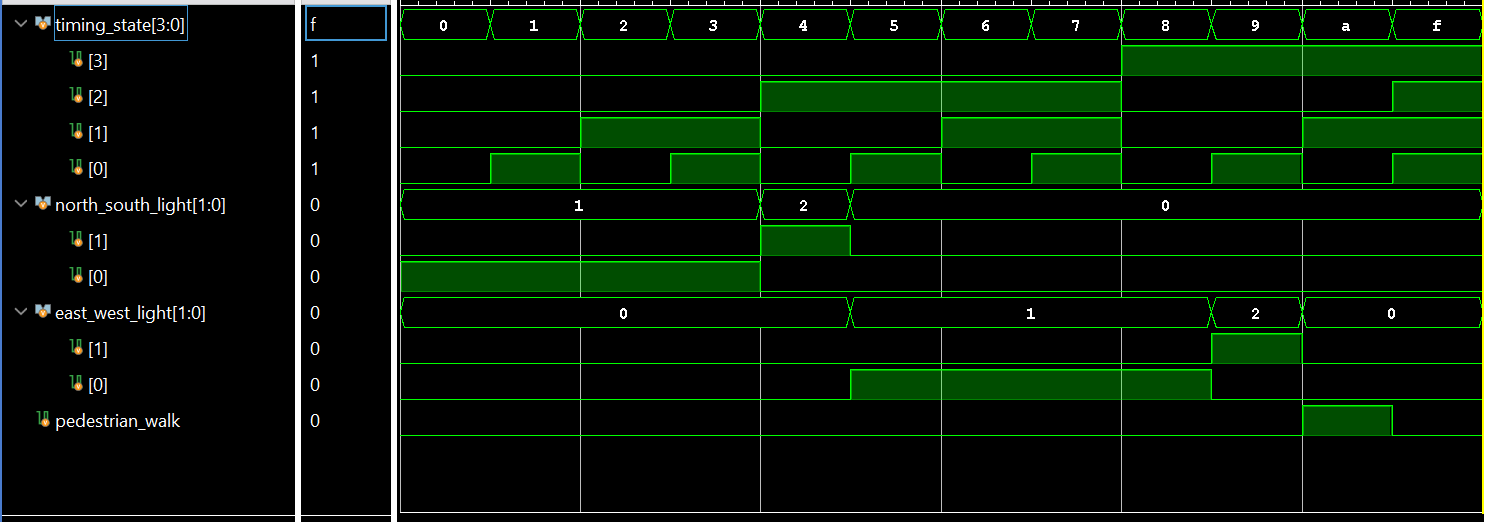 timing_state[3:0] f 0 1 2 3 4 5 6 7 8 9 a f
[3] 1
[2] 1
[1] 1
[0] 1
north_south_light[1:0] 0 1 2 0
[1] 0
[0] 0
east_west_light[1:0] 0 0 1 2 0
[1] 0
[0] 0
pedestrian_walk 0